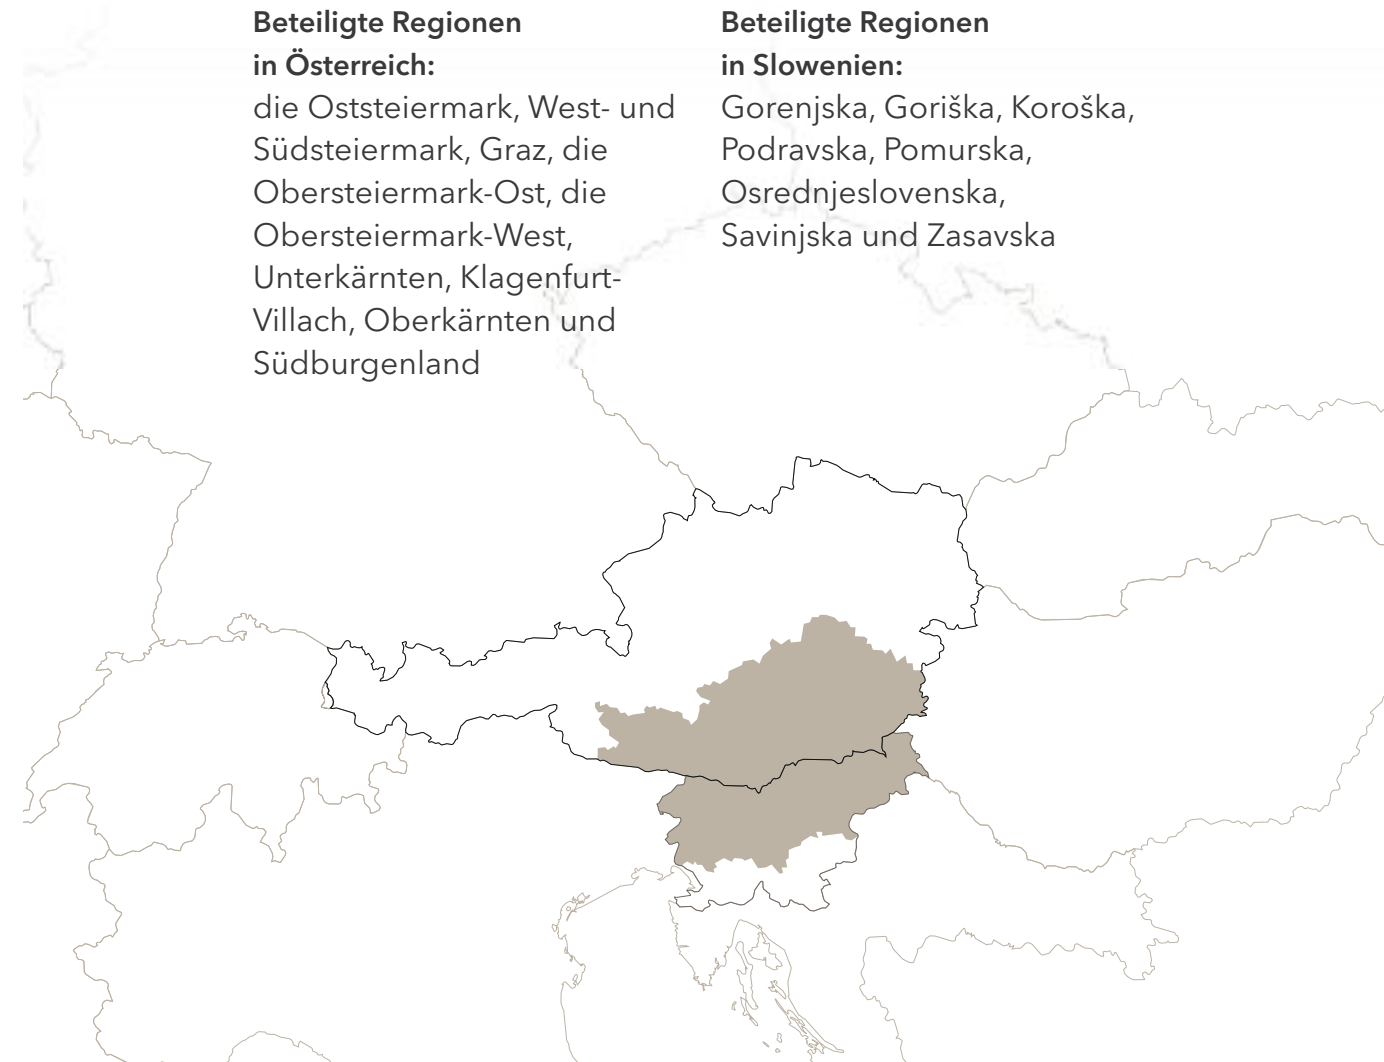 Beteiligte Regionen
in Österreich:
die Oststeiermark, West- und
Südsteiermark, Graz, die
Obersteiermark-Ost, die
Obersteiermark-West,
Unterkärnten, Klagenfurt-
Villach, Oberkärnten und
Südburgenland
Beteiligte Regionen
in Slowenien:
Gorenjska, Goriška, Koroška,
Podravska, Pomurska,
Osrednjeslovenska,
Savinjska und Zasavska